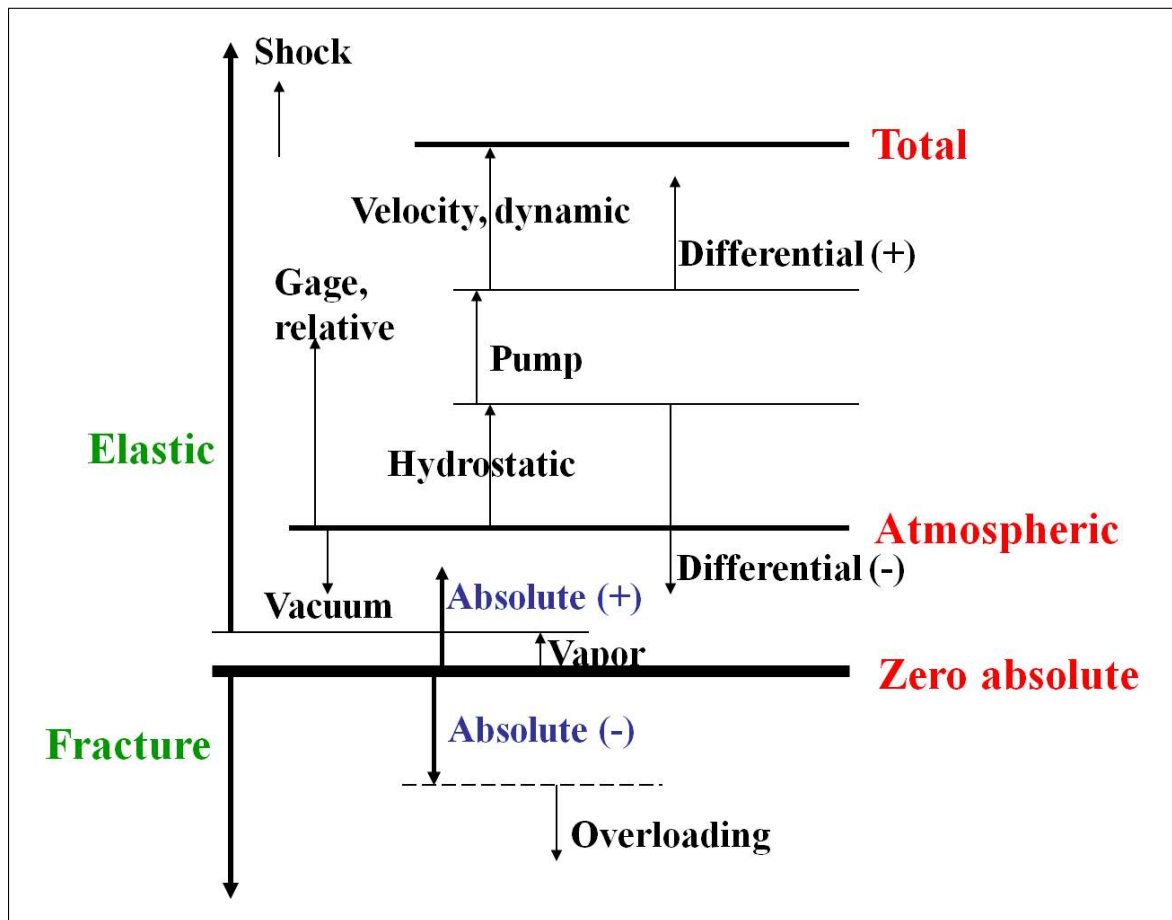 Shock
Total
Velocity, dynamic
Differential (+)
Gage,
relative
Pump
Elastic
Hydrostatic
Atmospheric
Differential (-)
Absolute (+)
Vacuum
Vapor
Zero absolute
Absolute (-)
Fracture
Overloading